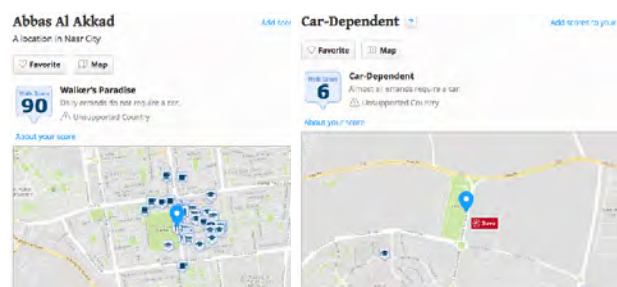 Abbas Al Akkad
Add scor
A location in Nasr City
Favorite
Map
Walk Score
90
Walker's Paradise
Daily errands do not require a car.
Unsupported Country
About your score
Car-Dependent ?
Add scores to your
Favorite
Map
Walk Score
6
Car-Dependent
Almost all errands require a car.
Unsupported Country
About your score